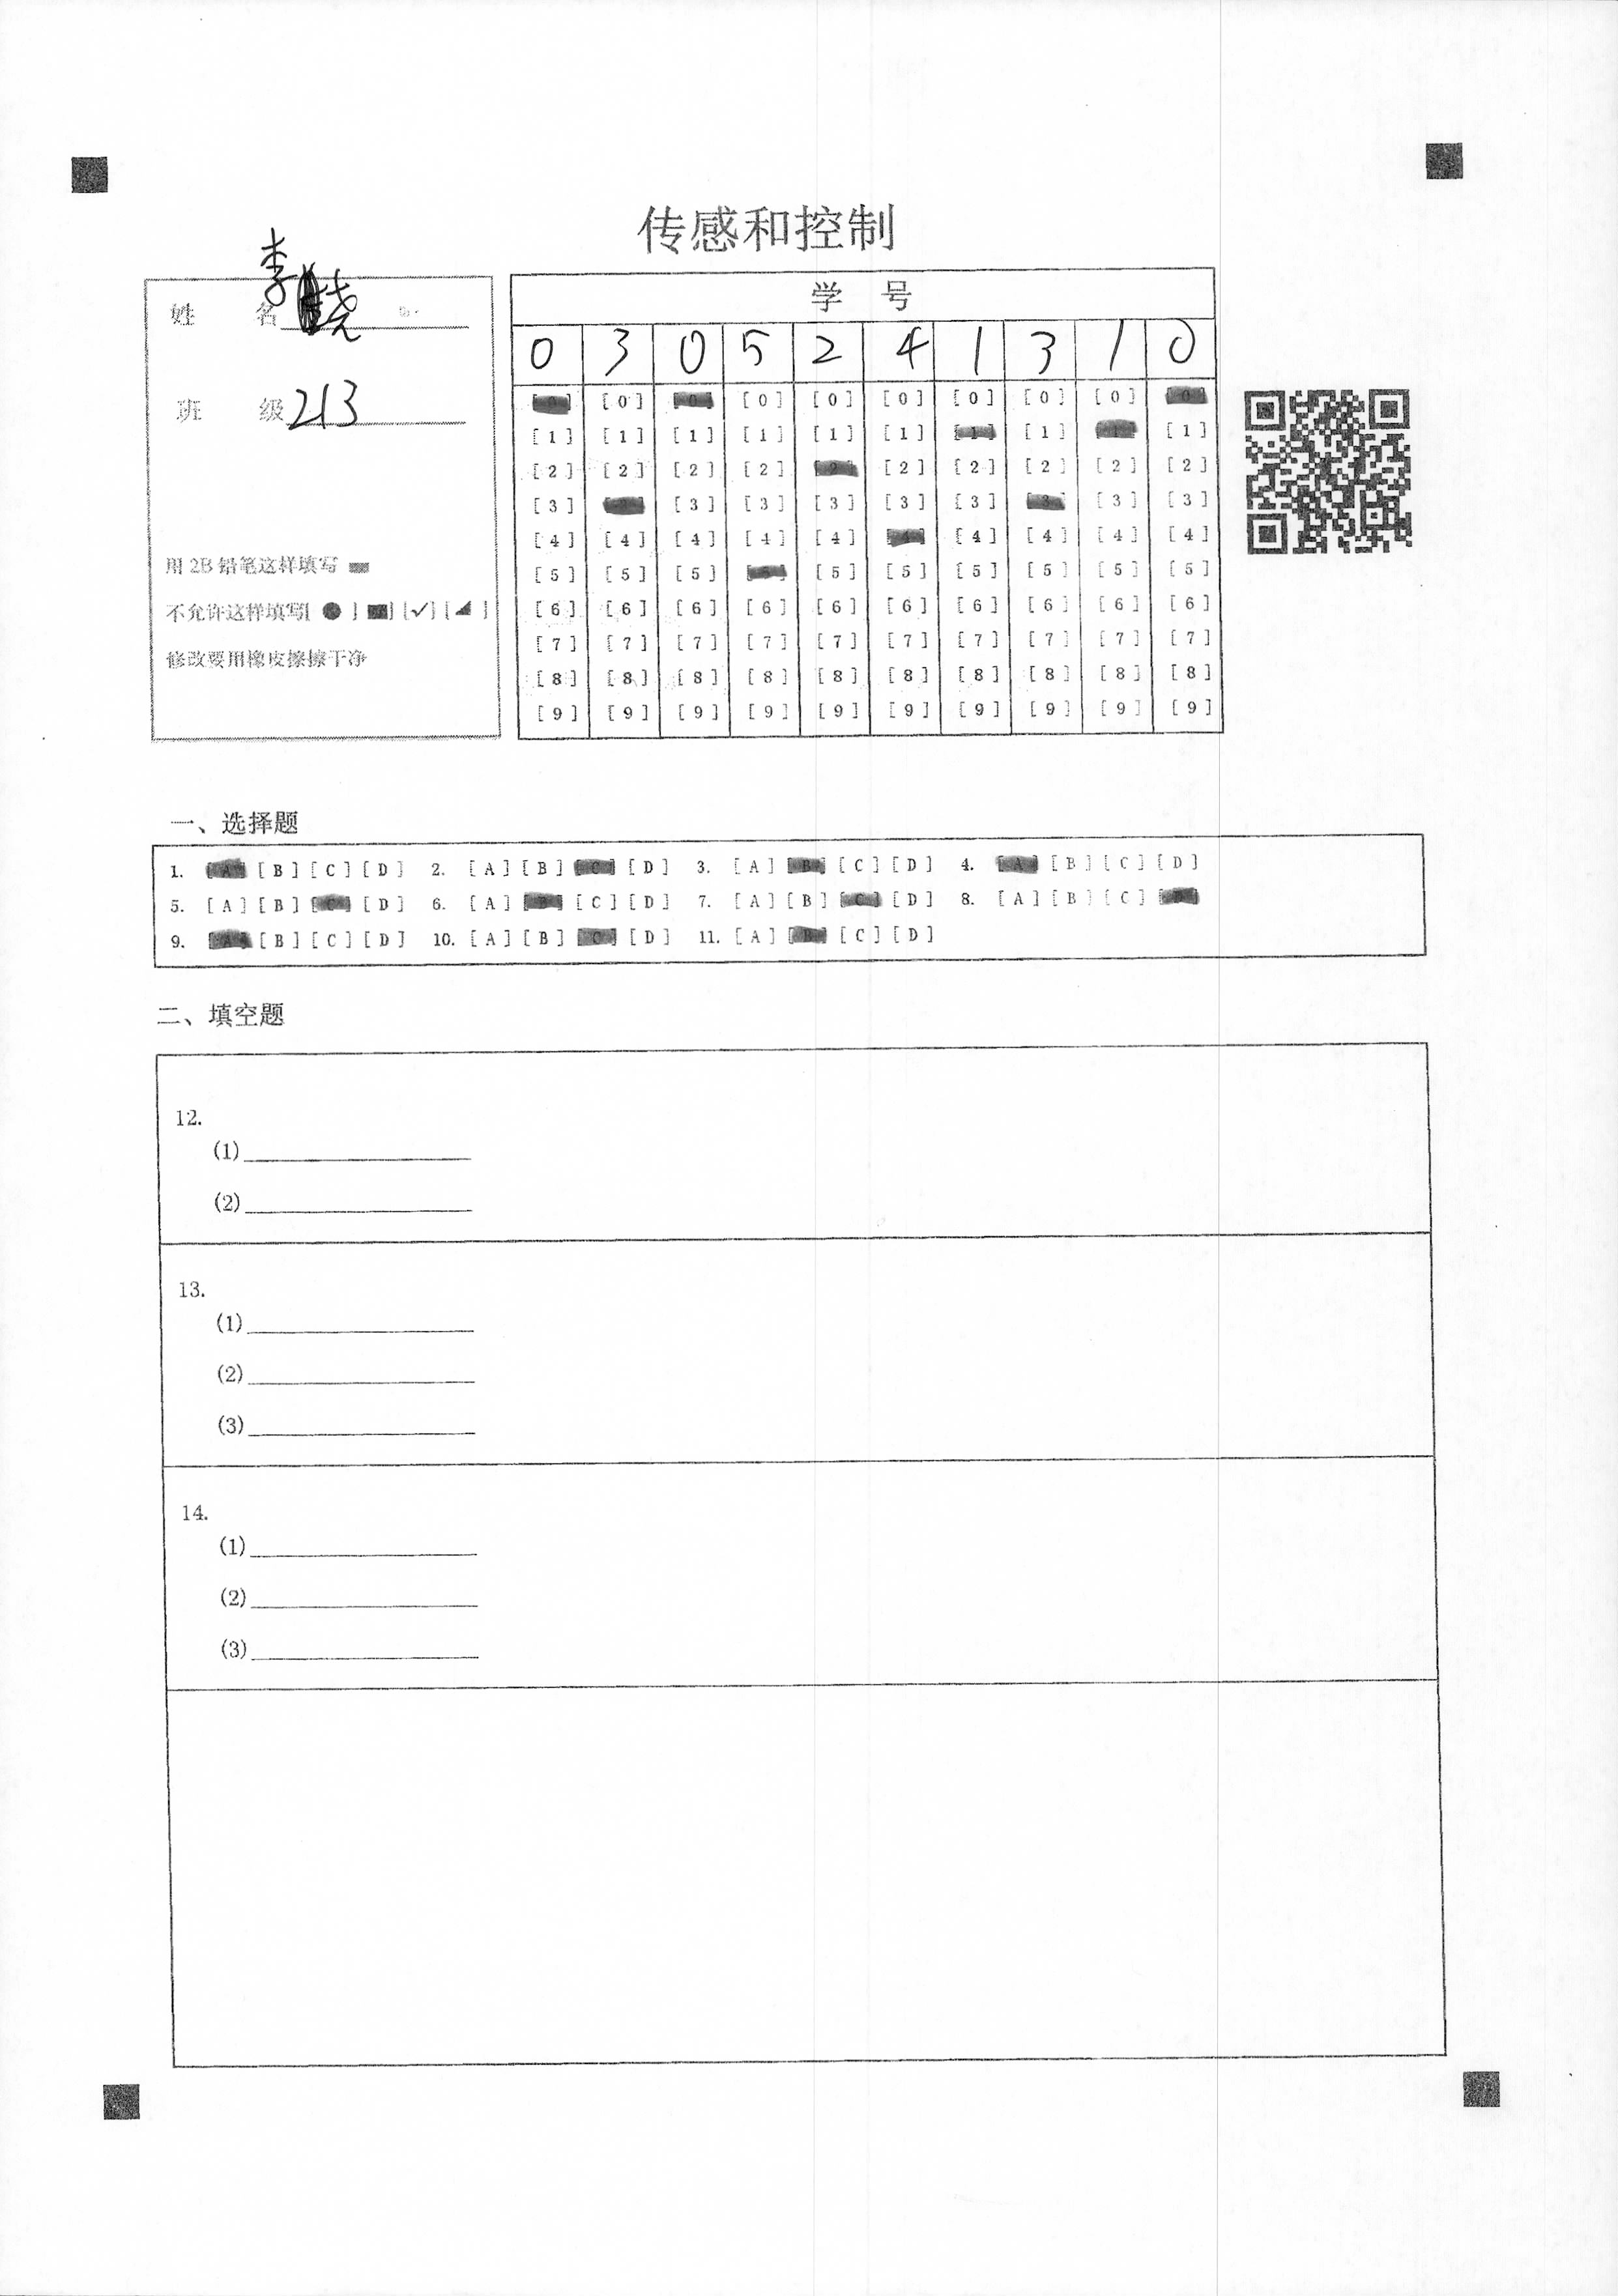 传感和控制
姓 名 李晓
班 级 213
用 2B 铅笔这样填写
不允许这样填写[ ● ] [■] [✓] [◢ ]
修改要用橡皮擦擦干净
学 号
0 3 0 5 2 4 1 3 1 0
[0] [0] [0] [0] [0] [0] [0] [0] [0] [0]
[1] [1] [1] [1] [1] [1] [1] [1] [1] [1]
[2] [2] [2] [2] [2] [2] [2] [2] [2] [2]
[3] [3] [3] [3] [3] [3] [3] [3] [3] [3]
[4] [4] [4] [4] [4] [4] [4] [4] [4] [4]
[5] [5] [5] [5] [5] [5] [5] [5] [5] [5]
[6] [6] [6] [6] [6] [6] [6] [6] [6] [6]
[7] [7] [7] [7] [7] [7] [7] [7] [7] [7]
[8] [8] [8] [8] [8] [8] [8] [8] [8] [8]
[9] [9] [9] [9] [9] [9] [9] [9] [9] [9]
一、选择题
1. [A] [B] [C] [D] 2. [A] [B] [C] [D] 3. [A] [B] [C] [D] 4. [A] [B] [C] [D]
5. [A] [B] [C] [D] 6. [A] [B] [C] [D] 7. [A] [B] [C] [D] 8. [A] [B] [C] [D]
9. [A] [B] [C] [D] 10. [A] [B] [C] [D] 11. [A] [B] [C] [D]
二、填空题
12.
(1)
(2)
13.
(1)
(2)
(3)
14.
(1)
(2)
(3)